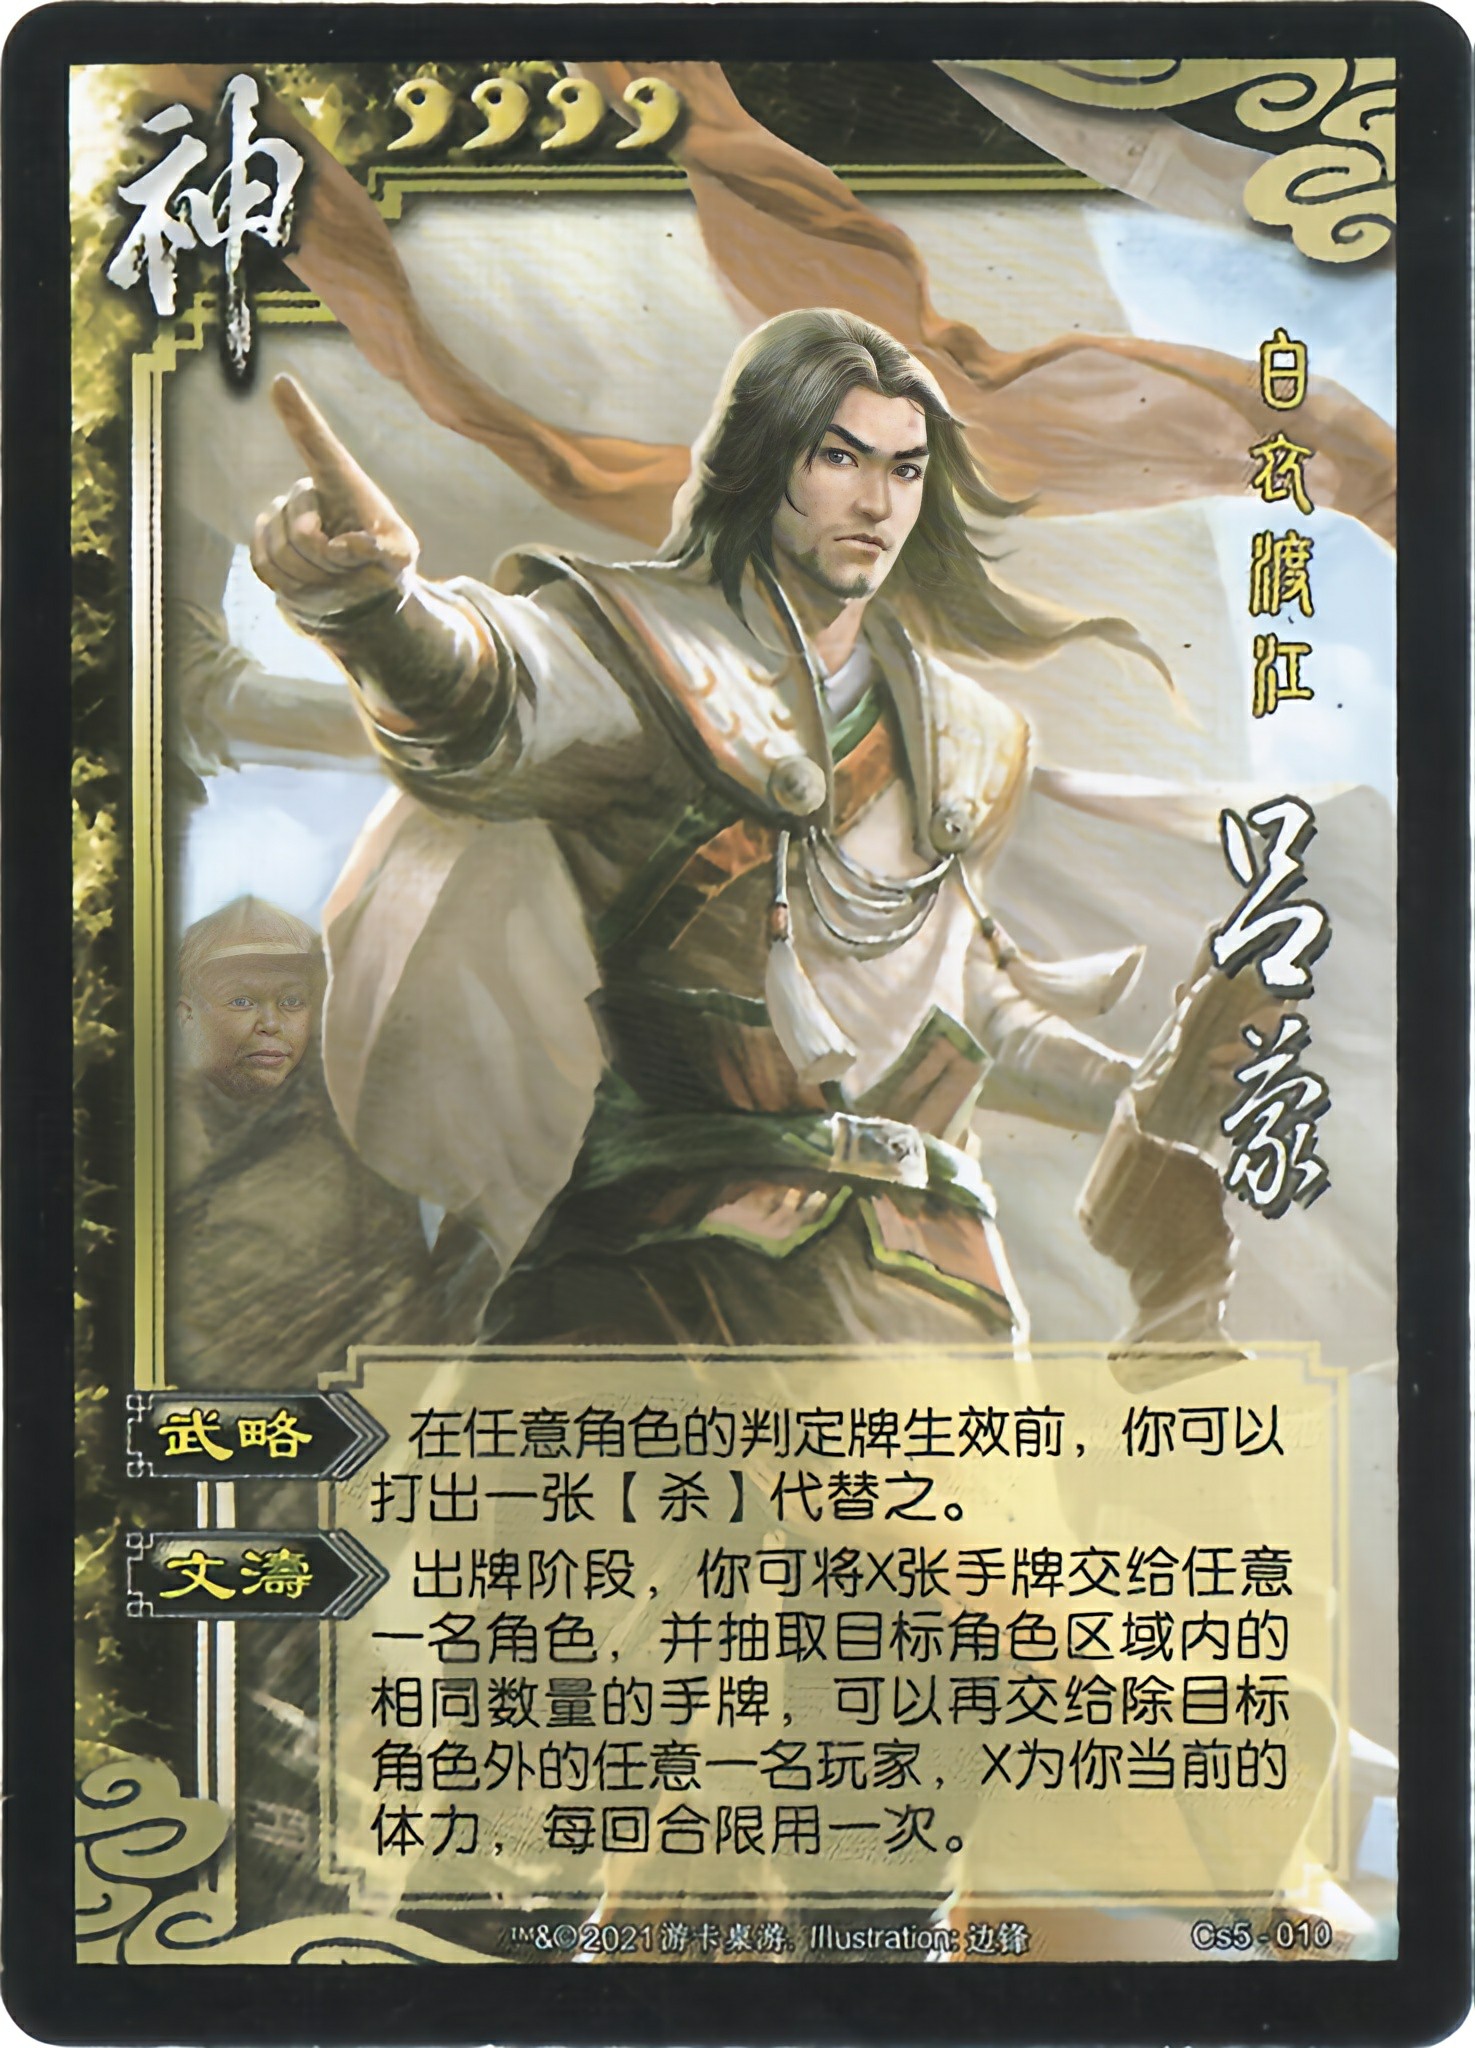 神
白衣渡江
吕蒙
武略
在任意角色的判定牌生效前，你可以
打出一张【杀】代替之。
文濤
出牌阶段，你可将X张手牌交给任意
一名角色，并抽取目标角色区域内的
相同数量的手牌，可以再交给除目标
角色外的任意一名玩家，X为你当前的
体力，每回合限用一次。
™&©2021游卡桌游. Illustration: 边锋
Cs5-010